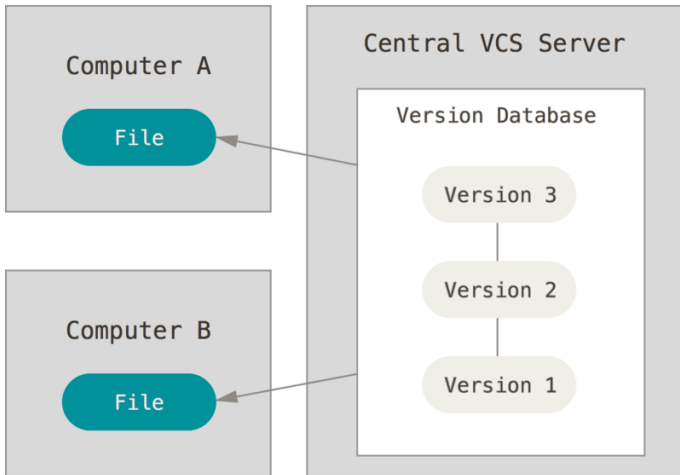 Computer A
File
Computer B
File
Central VCS Server
Version Database
Version 3
Version 2
Version 1